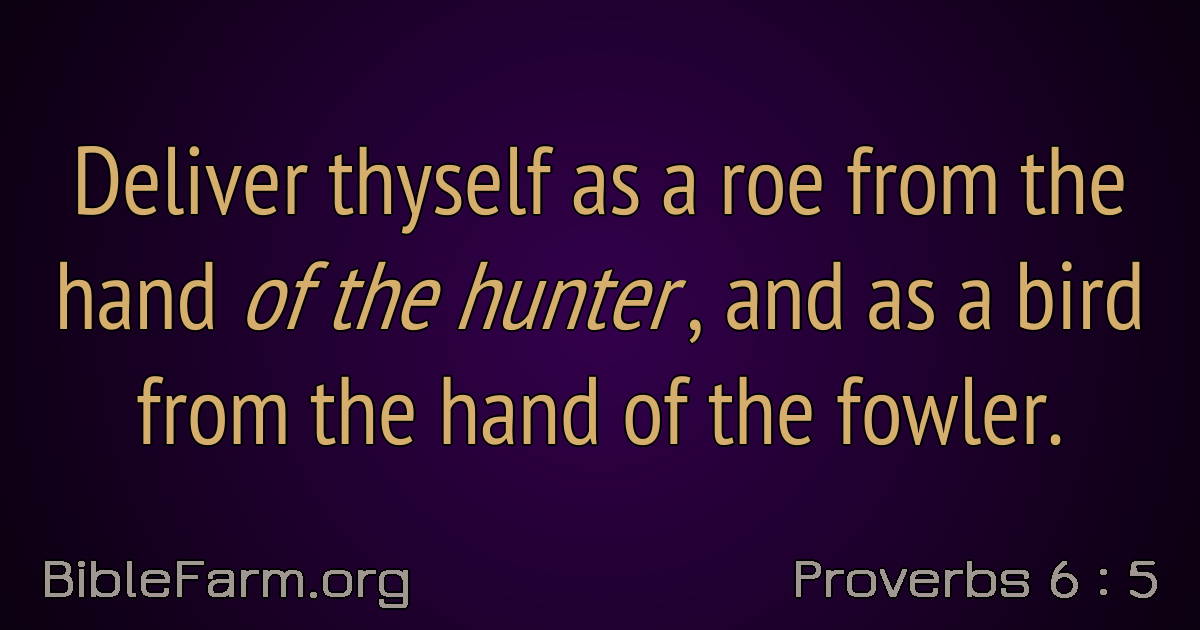 Deliver thyself as a roe from the
hand of the hunter, and as a bird
from the hand of the fowler.
BibleFarm.org
Proverbs 6 : 5